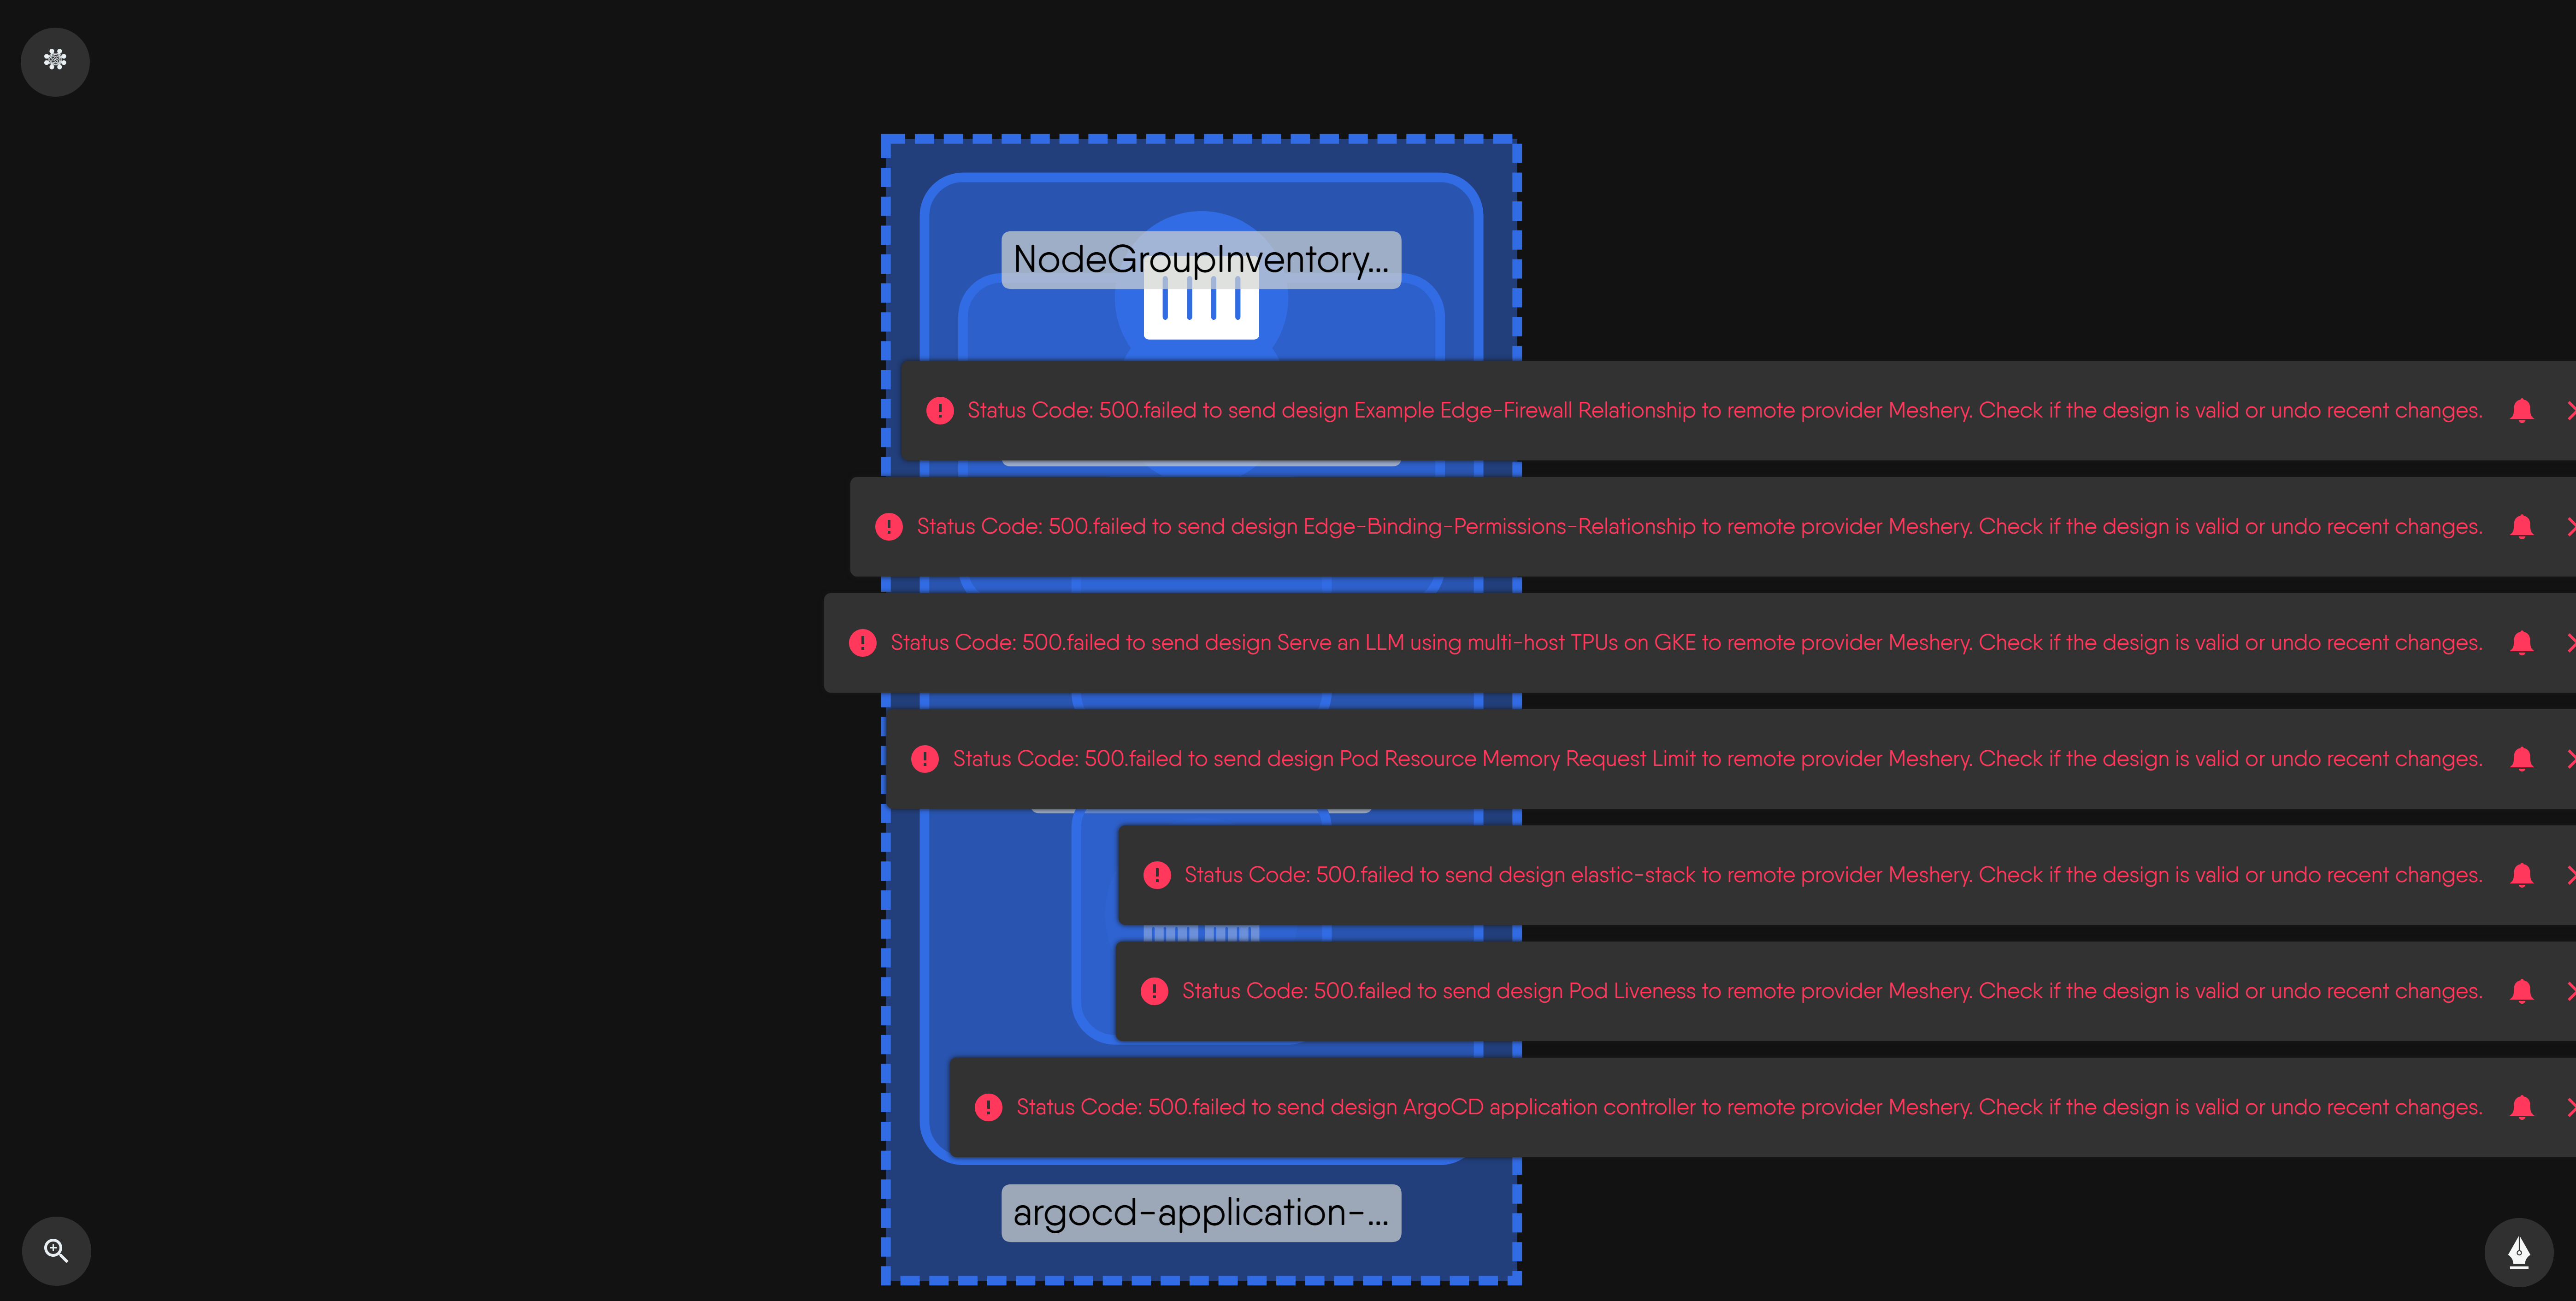 NodeGroupInventory...
Status Code: 500.failed to send design Example Edge-Firewall Relationship to remote provider Meshery. Check if the design is valid or undo recent changes.
Status Code: 500.failed to send design Edge-Binding-Permissions-Relationship to remote provider Meshery. Check if the design is valid or undo recent changes.
Status Code: 500.failed to send design Serve an LLM using multi-host TPUs on GKE to remote provider Meshery. Check if the design is valid or undo recent changes.
Status Code: 500.failed to send design Pod Resource Memory Request Limit to remote provider Meshery. Check if the design is valid or undo recent changes.
Status Code: 500.failed to send design elastic-stack to remote provider Meshery. Check if the design is valid or undo recent changes.
Status Code: 500.failed to send design Pod Liveness to remote provider Meshery. Check if the design is valid or undo recent changes.
Status Code: 500.failed to send design ArgoCD application controller to remote provider Meshery. Check if the design is valid or undo recent changes.
argocd-application-...